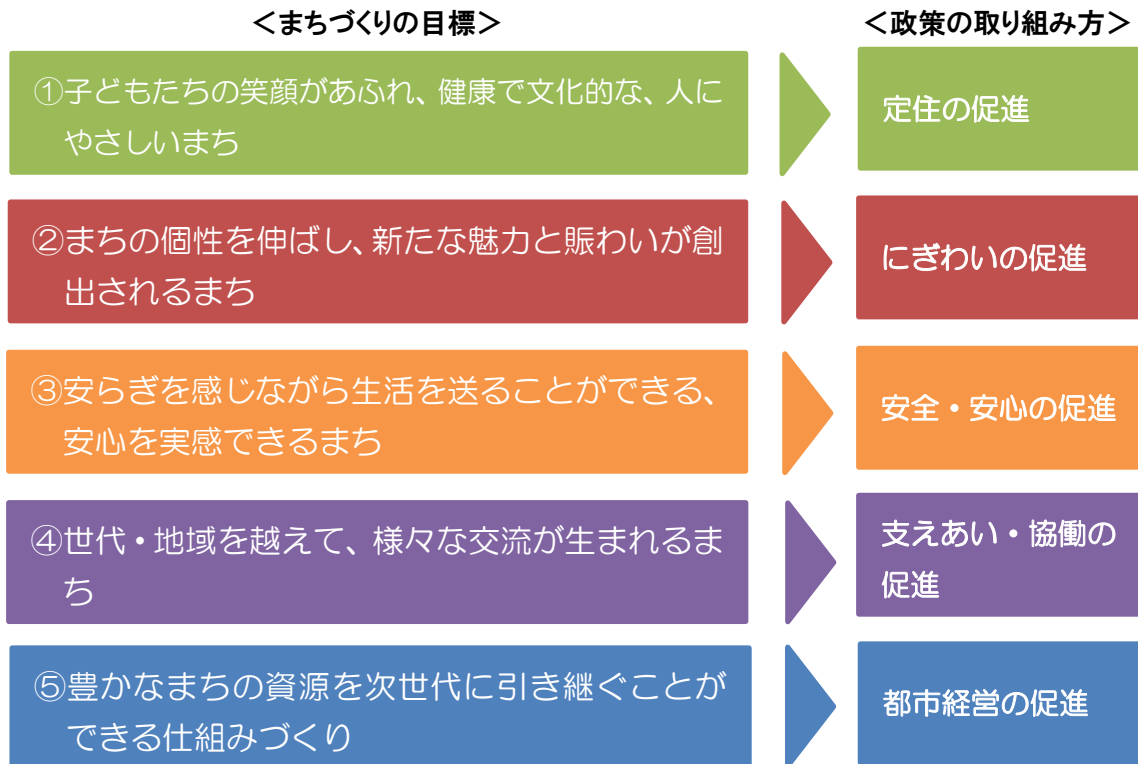 <まちづくりの目標>
<政策の取り組み方>
①子どもたちの笑顔があふれ、健康で文化的な、人に
やさしいまち
定住の促進
②まちの個性を伸ばし、新たな魅力と賑わいが創
出されるまち
にぎわいの促進
③安らぎを感じながら生活を送ることができる、
安心を実感できるまち
安全・安心の促進
④世代・地域を越えて、様々な交流が生まれるま
ち
支えあい・協働の
促進
⑤豊かなまちの資源を次世代に引き継ぐことが
できる仕組みづくり
都市経営の促進